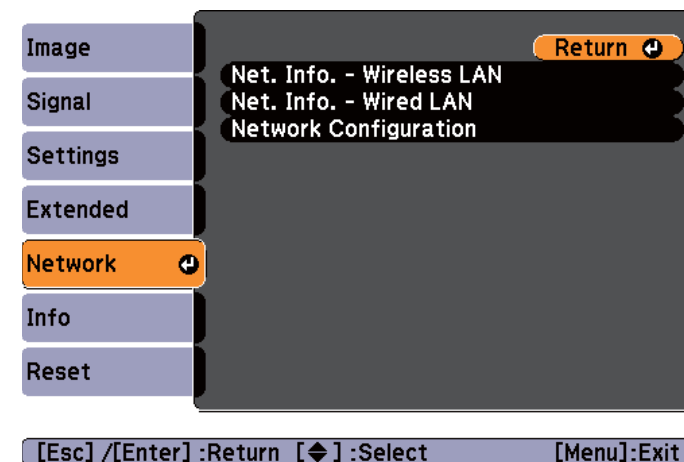 Image
Signal
Settings
Extended
Network
Info
Reset
Return
Net. Info. - Wireless LAN
Net. Info. - Wired LAN
Network Configuration
[Esc] /[Enter] :Return [◆] :Select [Menu]:Exit